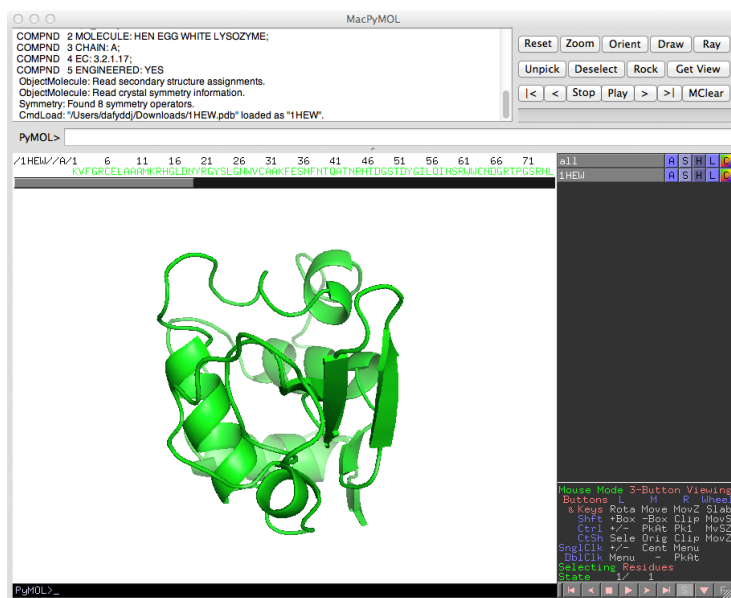 MacPyMOL
COMPND   2 MOLECULE: HEN EGG WHITE LYSOZYME;
COMPND   3 CHAIN: A;
COMPND   4 EC: 3.2.1.17;
COMPND   5 ENGINEERED: YES
ObjectMolecule: Read secondary structure assignments.
ObjectMolecule: Read crystal symmetry information.
Symmetry: Found 8 symmetry operators.
CmdLoad: "/Users/dafyddj/Downloads/1HEW.pdb" loaded as "1HEW".
Reset Zoom Orient Draw Ray
Unpick Deselect Rock Get View
|< < Stop Play > >| MClear
PyMOL>
/1HEW//A/1 6 11 16 21 26 31 36 41 46 51 56 61 66 71
KVFGRCELAAAMKRHGLDNYRGYSLGNWVCAAKFESNFNTQATNRNTDGSTDYGILQINSRWWCNDGRTPGSRNL
all A S H L C
1HEW A S H L C
Mouse Mode 3-Button Viewing
Buttons L M R Wheel
& Keys Rota Move MovZ Slab
Shft +Box -Box Clip MovS
Ctrl +/- PkAt Pk1 MvSZ
CtSh Sele Orig Clip MovZ
SnglClk +/- Cent Menu
DblClk Menu - PkAt
Selecting Residues
State 1/ 1
S F
PyMOL>_